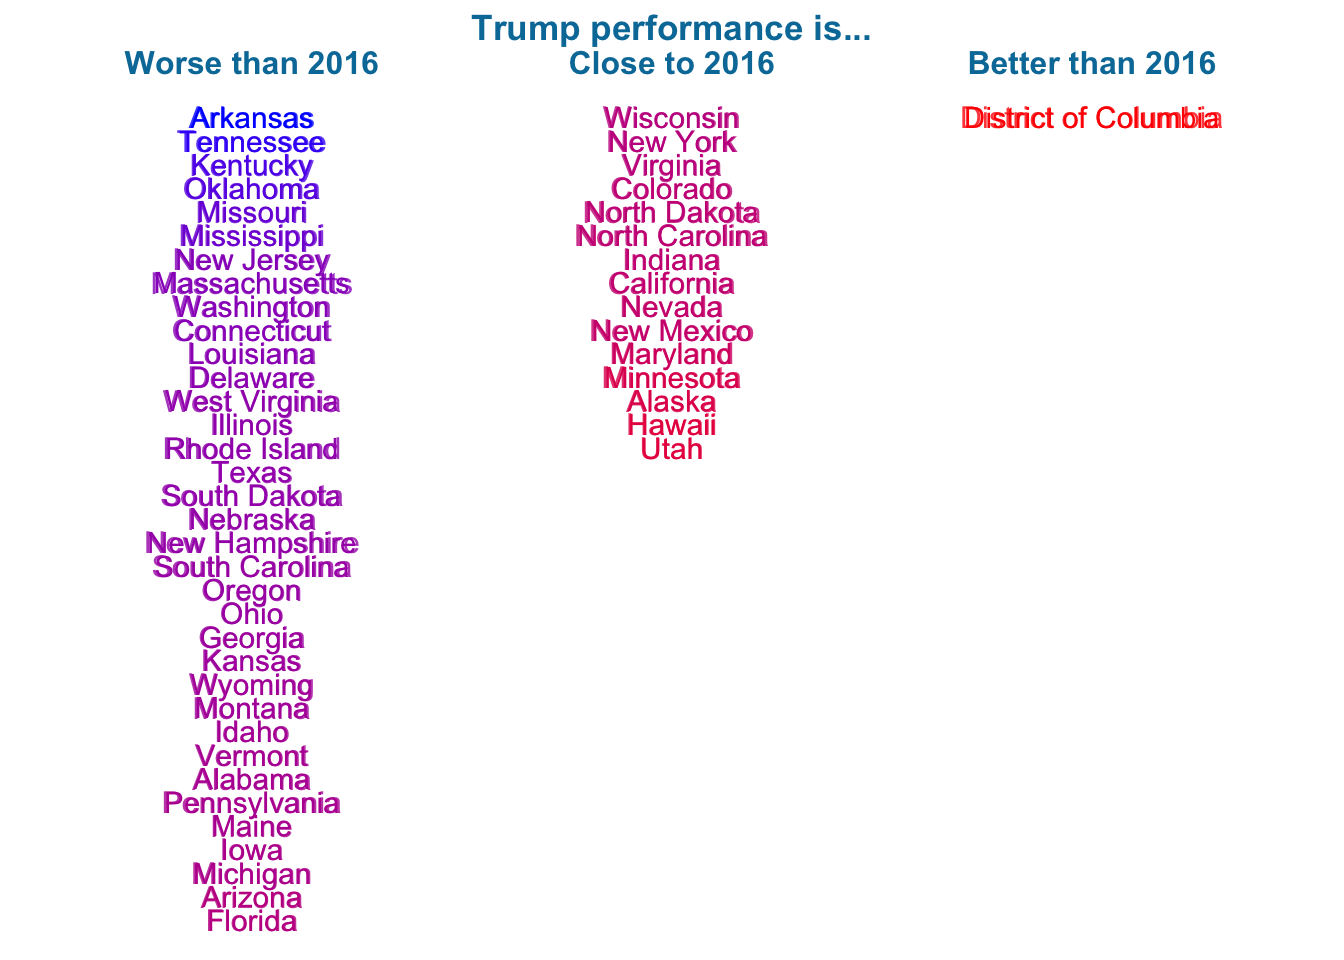 Trump performance is...
Worse than 2016
Arkansas
Tennessee
Kentucky
Oklahoma
Missouri
Mississippi
New Jersey
Massachusetts
Washington
Connecticut
Louisiana
Delaware
West Virginia
Illinois
Rhode Island
Texas
South Dakota
Nebraska
New Hampshire
South Carolina
Oregon
Ohio
Georgia
Kansas
Wyoming
Montana
Idaho
Vermont
Alabama
Pennsylvania
Maine
Iowa
Michigan
Arizona
Florida
Close to 2016
Wisconsin
New York
Virginia
Colorado
North Dakota
North Carolina
Indiana
California
Nevada
New Mexico
Maryland
Minnesota
Alaska
Hawaii
Utah
Better than 2016
District of Columbia